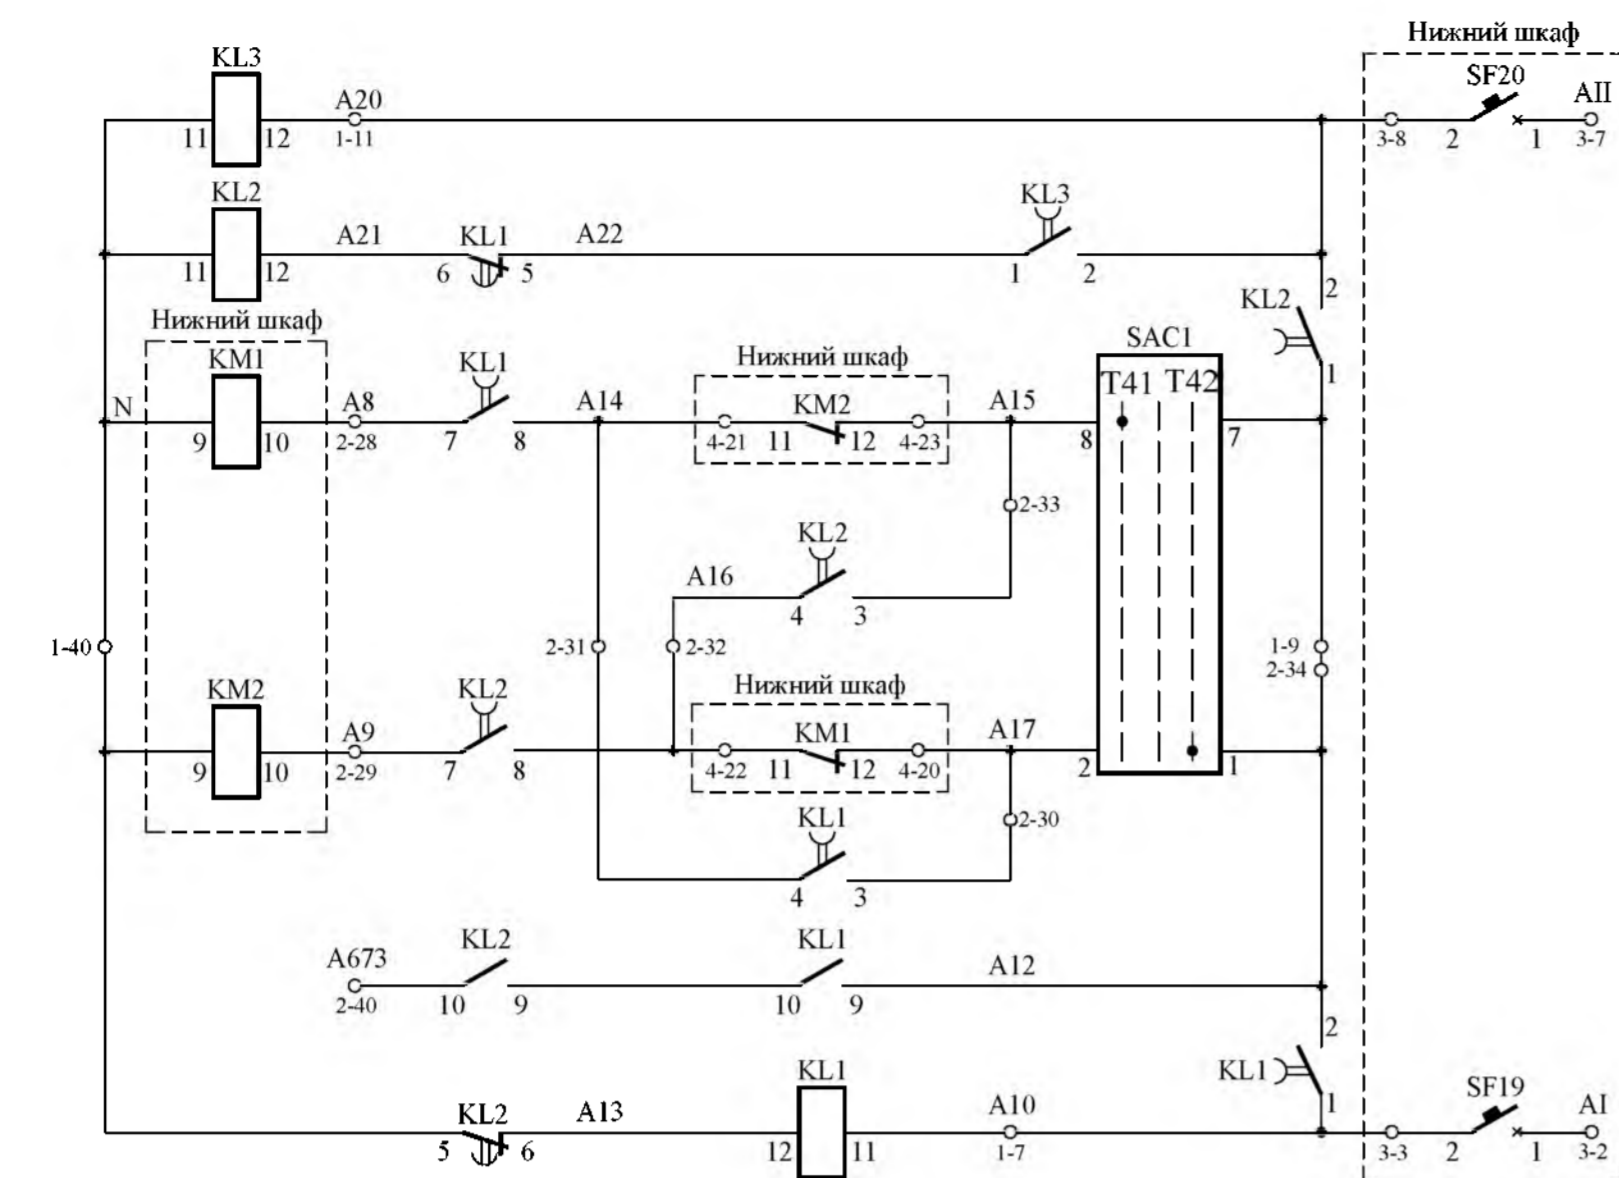 Нижний шкаф
KL3
SF20
AII
A20
11 12 1-11 3-8 2 1 3-7
KL2
KL3
A21 KL1 A22
11 12 6 5 1 2
2
KL2
Нижний шкаф
SAC1
KM1 KL1 Нижний шкаф
T41 T42 1
N A8 A14 KM2 A15
9 10 2-28 7 8 4-21 11 12 4-23 8 7
2-33
KL2
A16
4 3
1-40 2-31 2-32 1-9
2-34
KM2 KL2 Нижний шкаф
A9 KM1 A17
9 10 2-29 7 8 4-22 11 12 4-20 2 1
KL1 2-30
4 3
KL2 KL1
A673 A12
2-40 10 9 10 9
2
KL1 KL1
SF19
KL2 A13 A10 1 AI
5 6 12 11 1-7 3-3 2 1 3-2